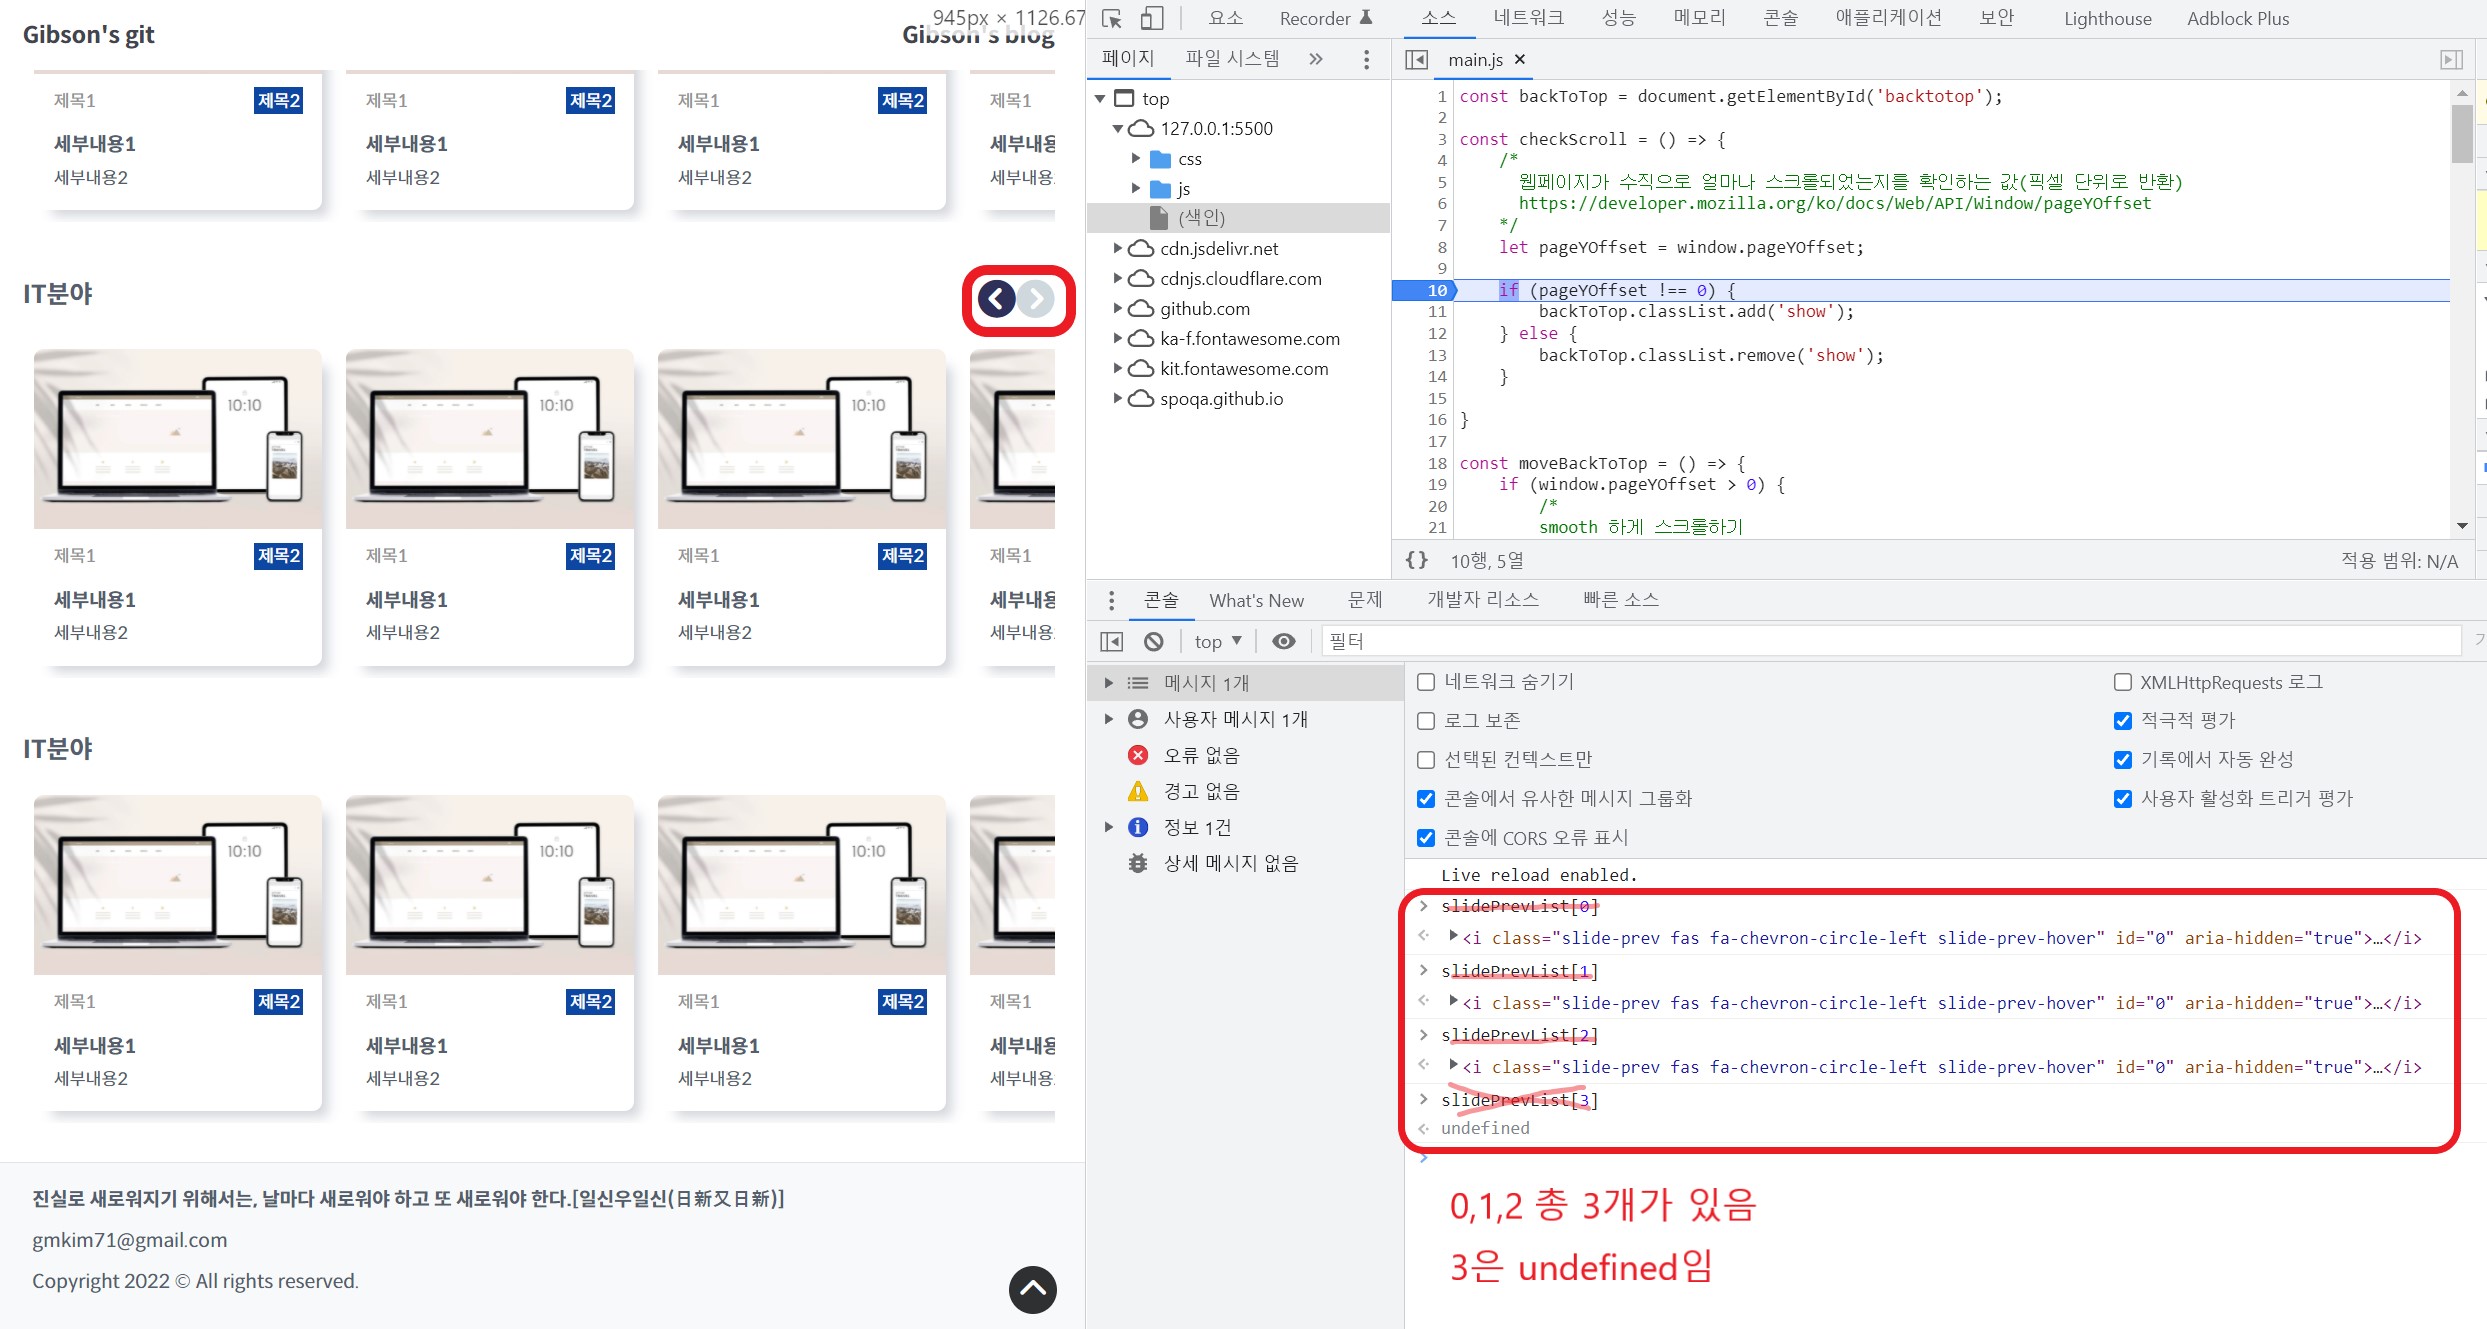 945px × 1126.67
Gibson's git
Gibson's blog
제목1 제목2 제목1 제목2 제목1 제목2 제목1
세부내용1 세부내용1 세부내용1 세부내용
세부내용2 세부내용2 세부내용2 세부내용
IT분야
10:10 10:10 10:10
제목1 제목2 제목1 제목2 제목1 제목2 제목1
세부내용1 세부내용1 세부내용1 세부내용
세부내용2 세부내용2 세부내용2 세부내용
IT분야
10:10 10:10 10:10
제목1 제목2 제목1 제목2 제목1 제목2 제목1
세부내용1 세부내용1 세부내용1 세부내용
세부내용2 세부내용2 세부내용2 세부내용
진실로 새로워지기 위해서는, 날마다 새로워야 하고 또 새로워야 한다.[일신우일신(日新又日新)]
gmkim71@gmail.com
Copyright 2022 © All rights reserved.
요소 Recorder 소스 네트워크 성능 메모리 콘솔 애플리케이션 보안 Lighthouse Adblock Plus
페이지 파일 시스템 »
top
127.0.0.1:5500
css
js
(색인)
cdn.jsdelivr.net
cdnjs.cloudflare.com
github.com
ka-f.fontawesome.com
kit.fontawesome.com
spoqa.github.io
main.js ×
1 const backToTop = document.getElementById('backtotop');
2
3 const checkScroll = () => {
4 /*
5 웹페이지가 수직으로 얼마나 스크롤되었는지를 확인하는 값(픽셀 단위로 반환)
6 https://developer.mozilla.org/ko/docs/Web/API/Window/pageYOffset
7 */
8 let pageYOffset = window.pageYOffset;
9
10 if (pageYOffset !== 0) {
11 backToTop.classList.add('show');
12 } else {
13 backToTop.classList.remove('show');
14 }
15
16 }
17
18 const moveBackToTop = () => {
19 if (window.pageYOffset > 0) {
20 /*
21 smooth 하게 스크롤하기
{} 10행, 5열 적용 범위: N/A
콘솔 What's New 문제 개발자 리소스 빠른 소스
top 필터
메시지 1개
사용자 메시지 1개
오류 없음
경고 없음
정보 1건
상세 메시지 없음
네트워크 숨기기 XMLHttpRequests 로그
로그 보존 적극적 평가
선택된 컨텍스트만 기록에서 자동 완성
콘솔에서 유사한 메시지 그룹화 사용자 활성화 트리거 평가
콘솔에 CORS 오류 표시
Live reload enabled.
slidePrevList[0]
<i class="slide-prev fas fa-chevron-circle-left slide-prev-hover" id="0" aria-hidden="true">…</i>
slidePrevList[1]
<i class="slide-prev fas fa-chevron-circle-left slide-prev-hover" id="0" aria-hidden="true">…</i>
slidePrevList[2]
<i class="slide-prev fas fa-chevron-circle-left slide-prev-hover" id="0" aria-hidden="true">…</i>
slidePrevList[3]
undefined
0,1,2 총 3개가 있음
3은 undefined임